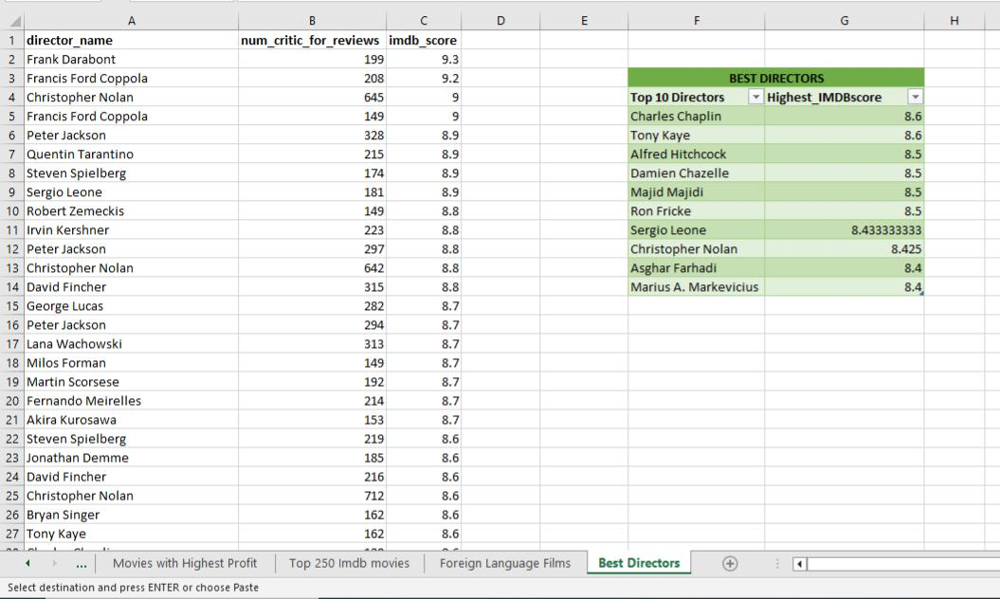 A B C D E F G H
1 director_name num_critic_for_reviews imdb_score
2 Frank Darabont 199 9.3
3 Francis Ford Coppola 208 9.2 BEST DIRECTORS
4 Christopher Nolan 645 9 Top 10 Directors Highest_IMDBscore
5 Francis Ford Coppola 149 9 Charles Chaplin 8.6
6 Peter Jackson 328 8.9 Tony Kaye 8.6
7 Quentin Tarantino 215 8.9 Alfred Hitchcock 8.5
8 Steven Spielberg 174 8.9 Damien Chazelle 8.5
9 Sergio Leone 181 8.9 Majid Majidi 8.5
10 Robert Zemeckis 149 8.8 Ron Fricke 8.5
11 Irvin Kershner 223 8.8 Sergio Leone 8.433333333
12 Peter Jackson 297 8.8 Christopher Nolan 8.425
13 Christopher Nolan 642 8.8 Asghar Farhadi 8.4
14 David Fincher 315 8.8 Marius A. Markevicius 8.4
15 George Lucas 282 8.7
16 Peter Jackson 294 8.7
17 Lana Wachowski 313 8.7
18 Milos Forman 149 8.7
19 Martin Scorsese 192 8.7
20 Fernando Meirelles 214 8.7
21 Akira Kurosawa 153 8.7
22 Steven Spielberg 219 8.6
23 Jonathan Demme 185 8.6
24 David Fincher 216 8.6
25 Christopher Nolan 712 8.6
26 Bryan Singer 162 8.6
27 Tony Kaye 162 8.6
... Movies with Highest Profit Top 250 Imdb movies Foreign Language Films Best Directors
Select destination and press ENTER or choose Paste